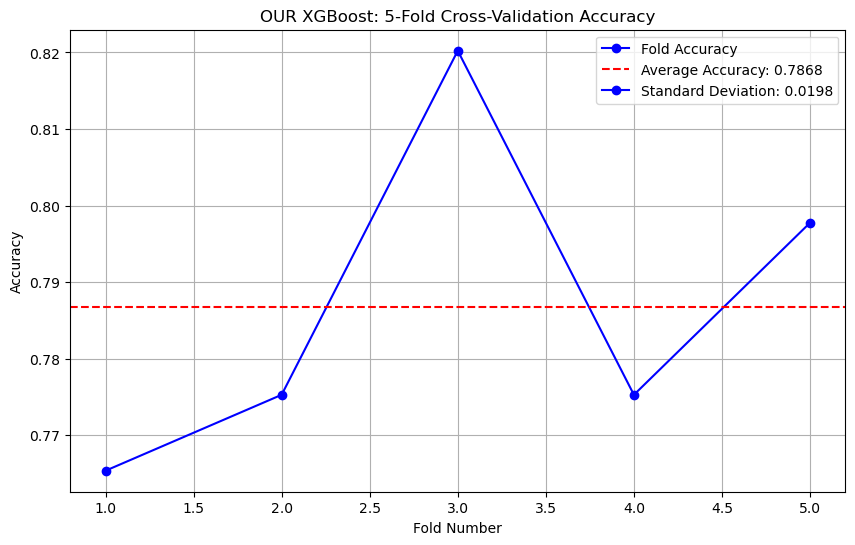 OUR XGBoost: 5-Fold Cross-Validation Accuracy
Fold Accuracy
Average Accuracy: 0.7868
Standard Deviation: 0.0198
Accuracy
0.82
0.81
0.80
0.79
0.78
0.77
1.0 1.5 2.0 2.5 3.0 3.5 4.0 4.5 5.0
Fold Number